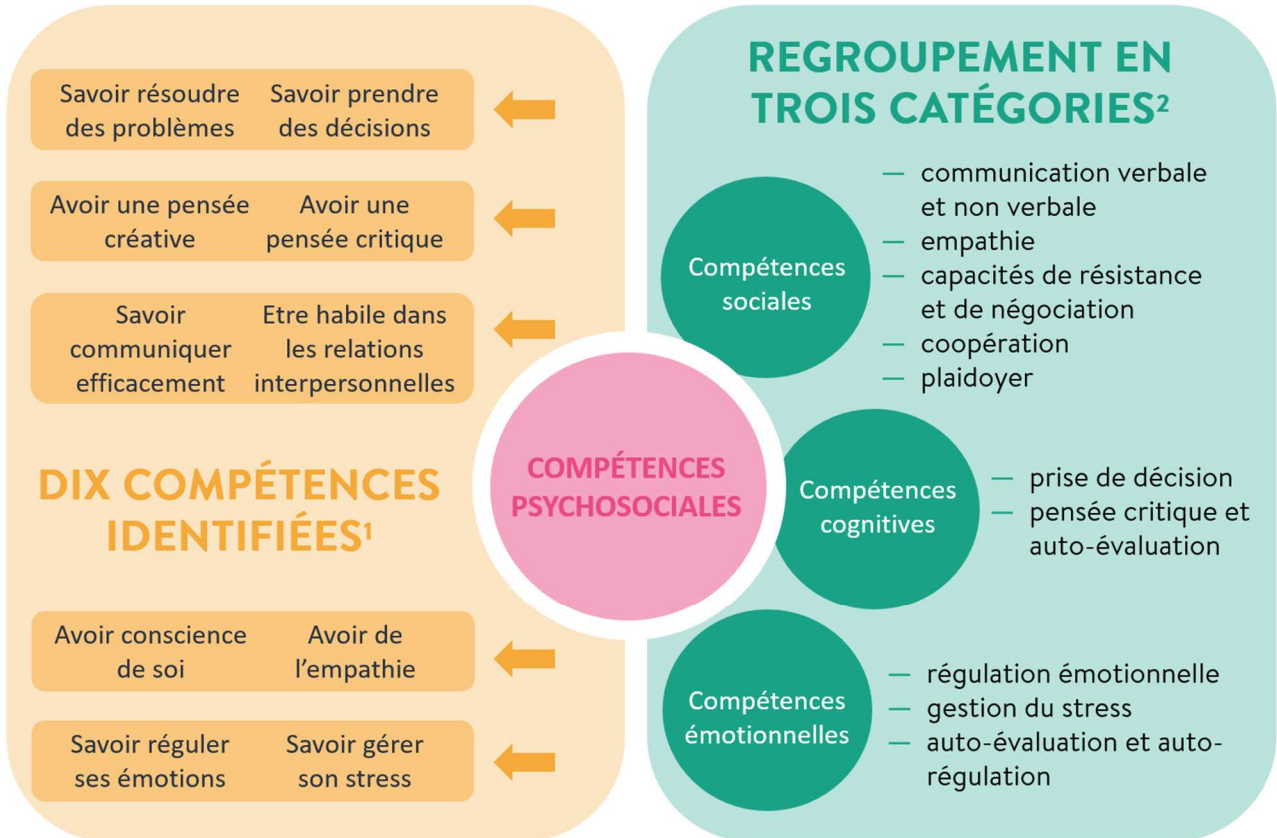 Savoir résoudre
des problèmes
Savoir prendre
des décisions
Avoir une pensée
créative
Avoir une
pensée critique
Savoir
communiquer
efficacement
Etre habile dans
les relations
interpersonnelles
DIX COMPÉTENCES
IDENTIFIÉES¹
Avoir conscience
de soi
Avoir de
l’empathie
Savoir réguler
ses émotions
Savoir gérer
son stress
COMPÉTENCES
PSYCHOSOCIALES
REGROUPEMENT EN
TROIS CATÉGORIES²
Compétences
sociales
— communication verbale
et non verbale
— empathie
— capacités de résistance
et de négociation
— coopération
— plaidoyer
Compétences
cognitives
— prise de décision
— pensée critique et
auto-évaluation
Compétences
émotionnelles
— régulation émotionnelle
— gestion du stress
— auto-évaluation et auto-
régulation